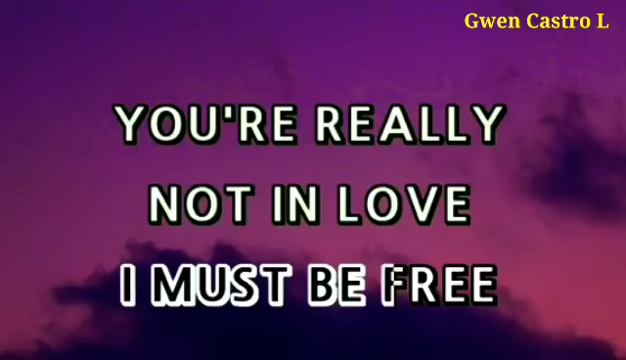 Gwen Castro L
YOU'RE REALLY
NOT IN LOVE
I MUST BE FREE